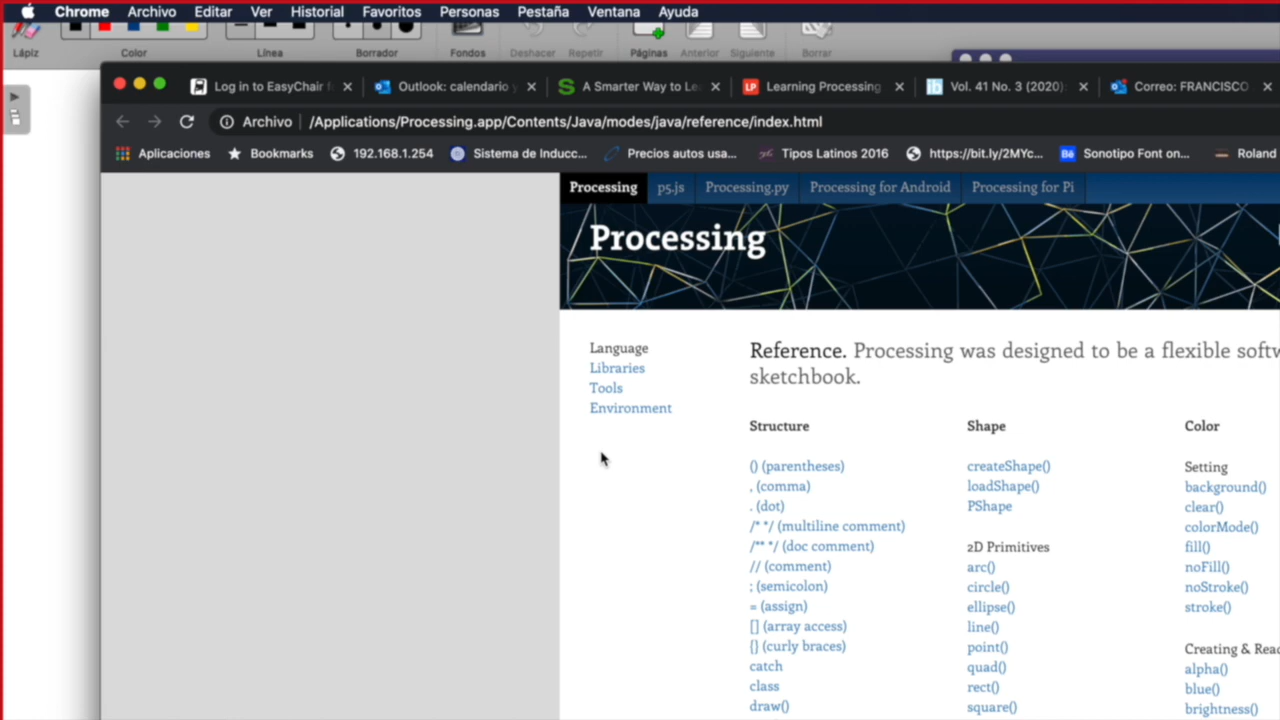 Chrome Archivo Editar Ver Historial Favoritos Personas Pestaña Ventana Ayuda
Lápiz Color Línea Borrador Fondos Deshacer Repetir Páginas Anterior Siguiente Borrar
Log in to EasyChair Outlook: calendario y A Smarter Way to Le Learning Processing Vol. 41 No. 3 (2020): Correo: FRANCISCO
Archivo /Applications/Processing.app/Contents/Java/modes/java/reference/index.html
Aplicaciones Bookmarks 192.168.1.254 Sistema de Inducc... Precios autos usa... Tipos Latinos 2016 https://bit.ly/2MYc... Sonotipo Font on... Roland
Processing p5.js Processing.py Processing for Android Processing for Pi
Processing
Language
Libraries
Tools
Environment
Reference. Processing was designed to be a flexible softw
sketchbook.
Structure
() (parentheses)
, (comma)
. (dot)
/* */ (multiline comment)
/** */ (doc comment)
// (comment)
; (semicolon)
= (assign)
[] (array access)
{} (curly braces)
catch
class
draw()
Shape
createShape()
loadShape()
PShape
2D Primitives
arc()
circle()
ellipse()
line()
point()
quad()
rect()
square()
Color
Setting
background()
clear()
colorMode()
fill()
noFill()
noStroke()
stroke()
Creating & Read
alpha()
blue()
brightness()